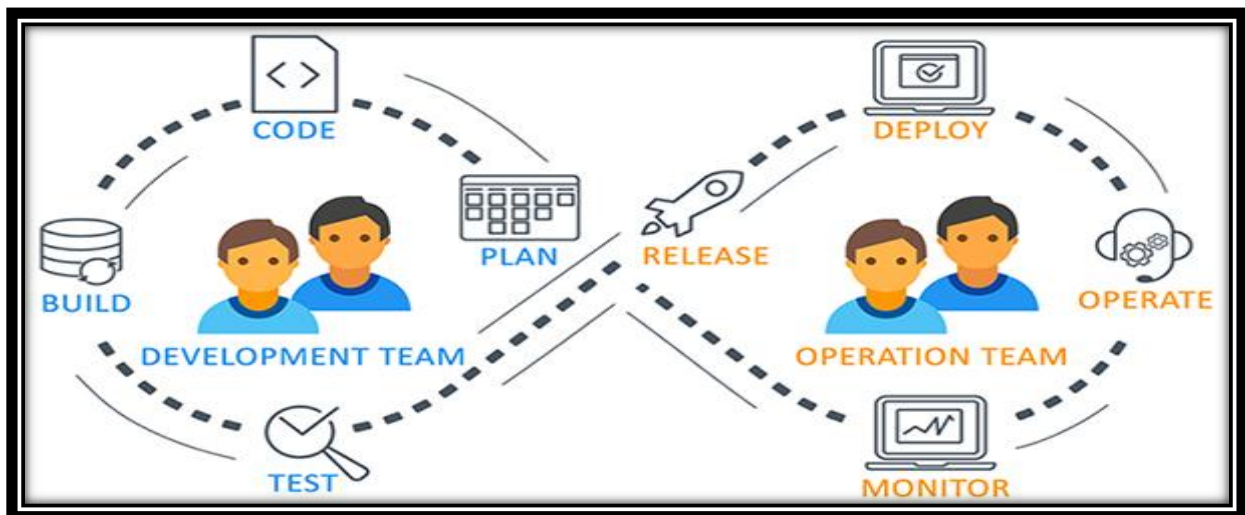 CODE
DEPLOY
PLAN
RELEASE
BUILD
OPERATE
DEVELOPMENT TEAM
OPERATION TEAM
TEST
MONITOR